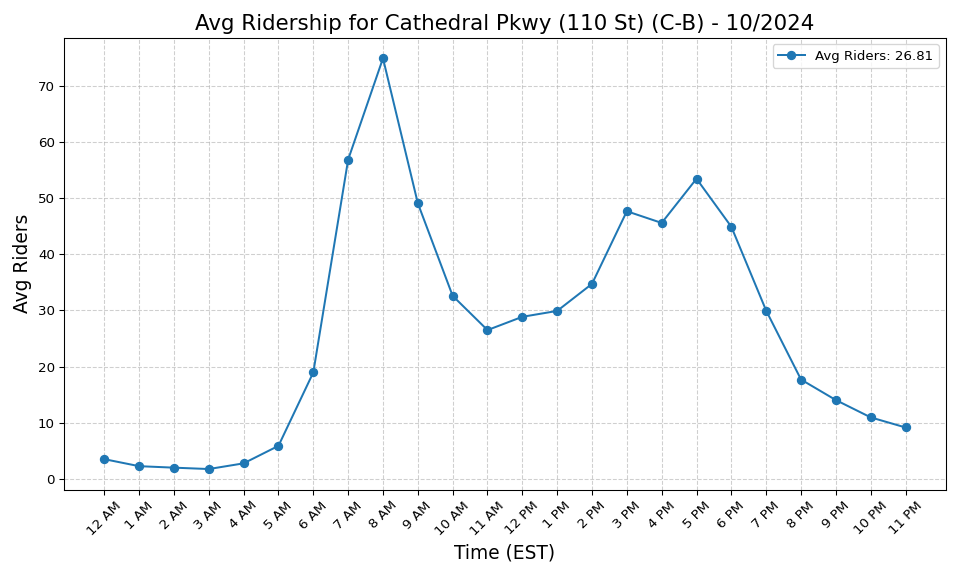 Avg Ridership for Cathedral Pkwy (110 St) (C-B) - 10/2024
Avg Riders: 26.81
Avg Riders
70
60
50
40
30
20
10
0
12 AM
1 AM
2 AM
3 AM
4 AM
5 AM
6 AM
7 AM
8 AM
9 AM
10 AM
11 AM
12 PM
1 PM
2 PM
3 PM
4 PM
5 PM
6 PM
7 PM
8 PM
9 PM
10 PM
11 PM
Time (EST)